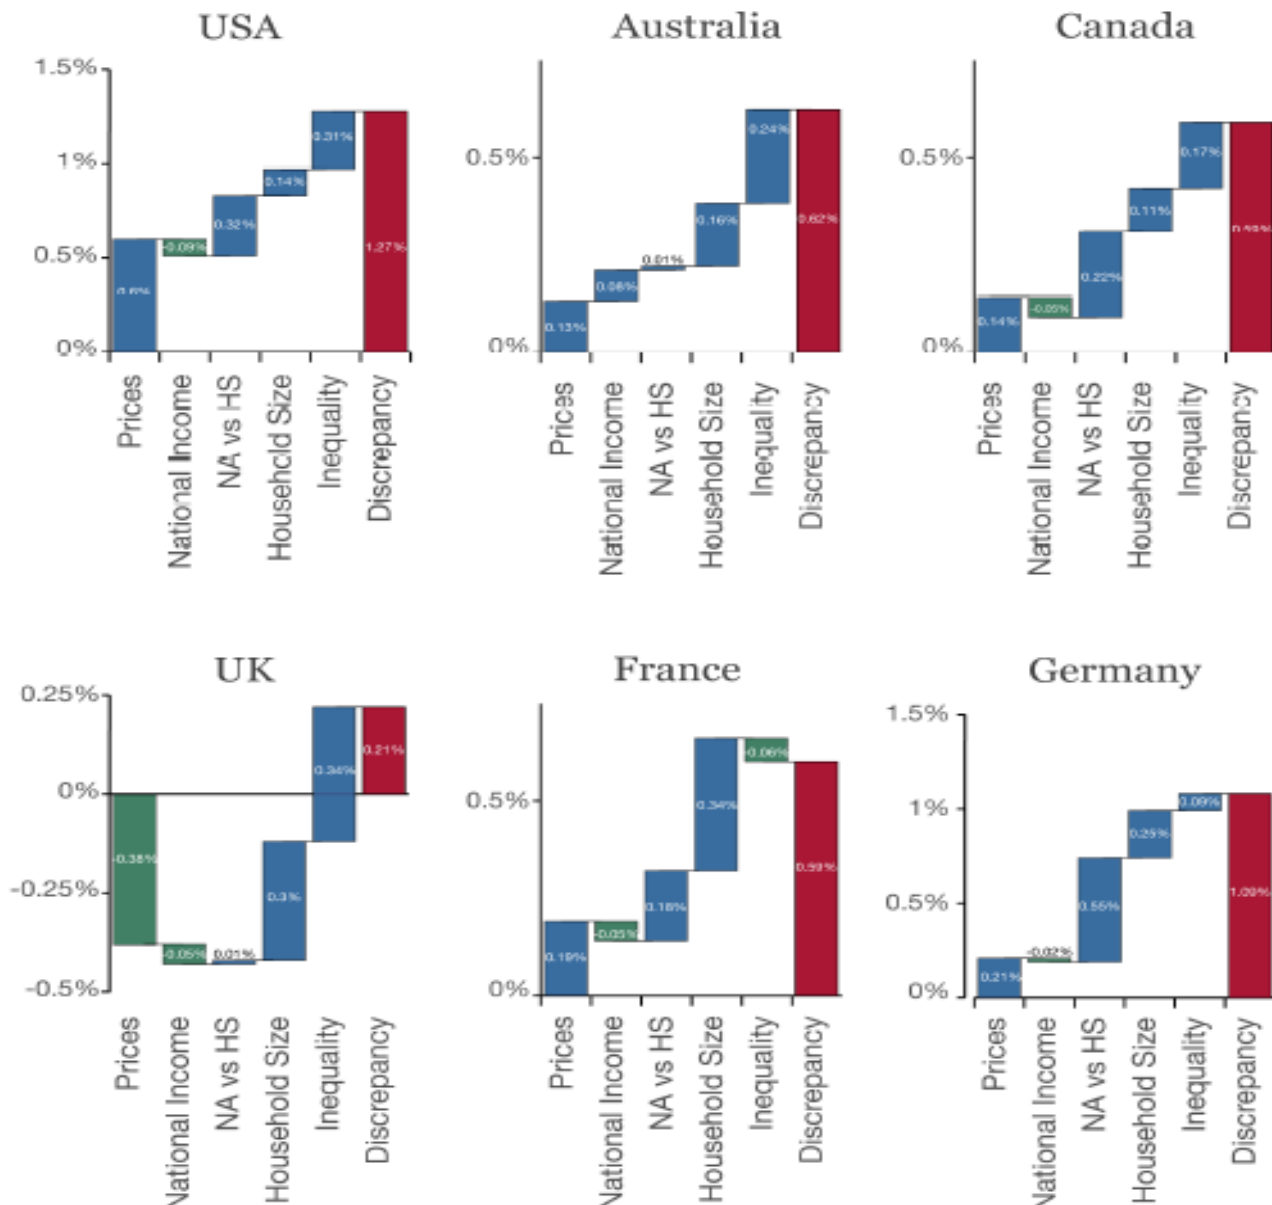 USA
1.5%
1%
0.5%
0%
0.6%
-0.09%
0.32%
0.14%
0.31%
1.27%
Prices
National Income
NA vs HS
Household Size
Inequality
Discrepancy
Australia
0.5%
0%
0.13%
0.08%
0.01%
0.16%
0.24%
0.62%
Prices
National Income
NA vs HS
Household Size
Inequality
Discrepancy
Canada
0.5%
0%
0.14%
-0.05%
0.22%
0.11%
0.17%
0.59%
Prices
National Income
NA vs HS
Household Size
Inequality
Discrepancy
UK
0.25%
0%
-0.25%
-0.5%
-0.38%
-0.05%
0.01%
0.3%
0.34%
0.21%
Prices
National Income
NA vs HS
Household Size
Inequality
Discrepancy
France
0.5%
0%
0.19%
-0.05%
0.18%
0.34%
-0.06%
0.59%
Prices
National Income
NA vs HS
Household Size
Inequality
Discrepancy
Germany
1.5%
1%
0.5%
0%
0.21%
-0.02%
0.55%
0.25%
0.09%
1.09%
Prices
National Income
NA vs HS
Household Size
Inequality
Discrepancy